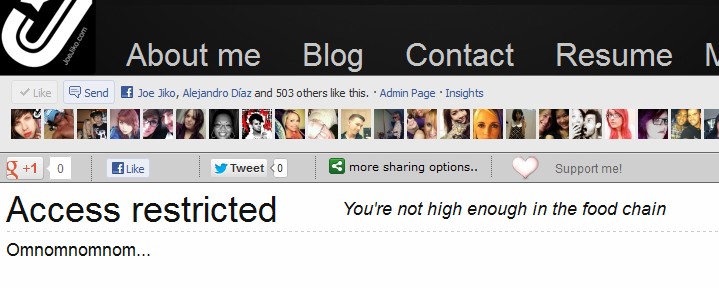 JoeJiko.com
About me Blog Contact Resume M
Like Send Joe Jiko, Alejandro Díaz and 503 others like this. · Admin Page · Insights
g +1 0 Like Tweet 0 more sharing options.. Support me!
Access restricted You're not high enough in the food chain
Omnomnomnom...